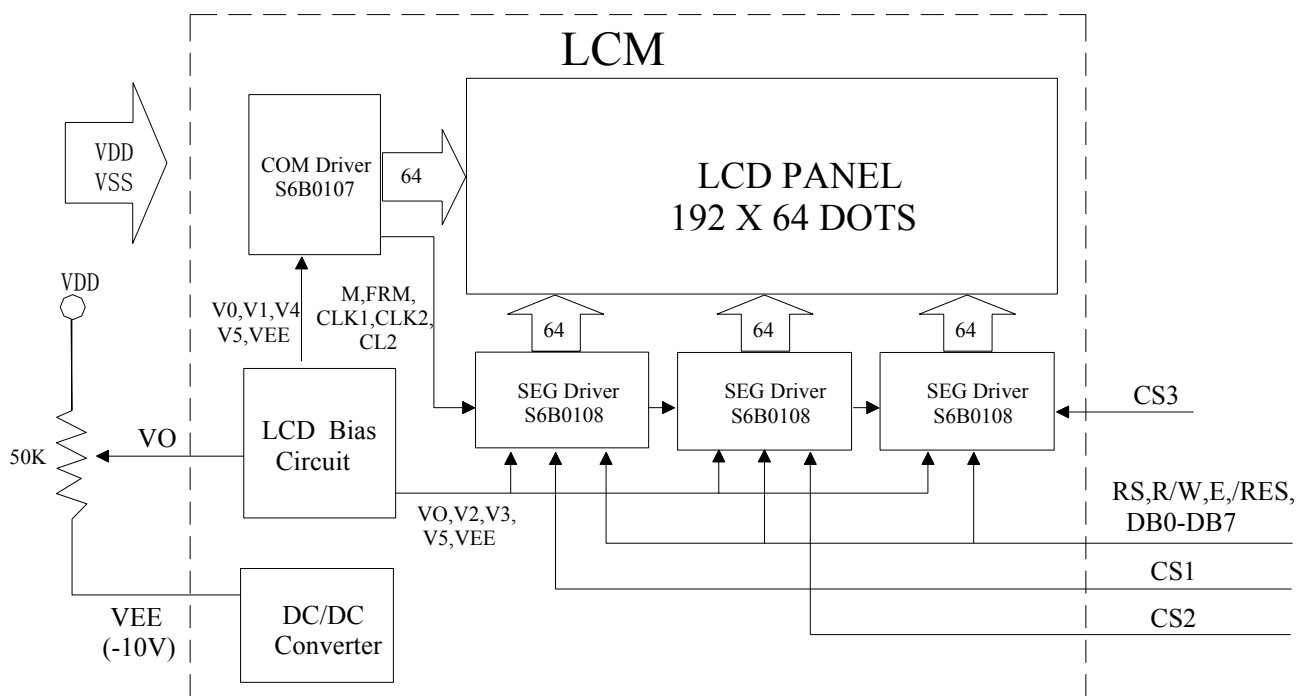 LCM
VDD
VSS
COM Driver
S6B0107
64
LCD PANEL
192 X 64 DOTS
VDD
V0,V1,V4
V5,VEE
M,FRM,
CLK1,CLK2,
CL2
64
64
64
SEG Driver
S6B0108
SEG Driver
S6B0108
SEG Driver
S6B0108
CS3
50K
VO
LCD Bias
Circuit
VO,V2,V3,
V5,VEE
RS,R/W,E,/RES,
DB0-DB7
CS1
CS2
VEE
(-10V)
DC/DC
Converter